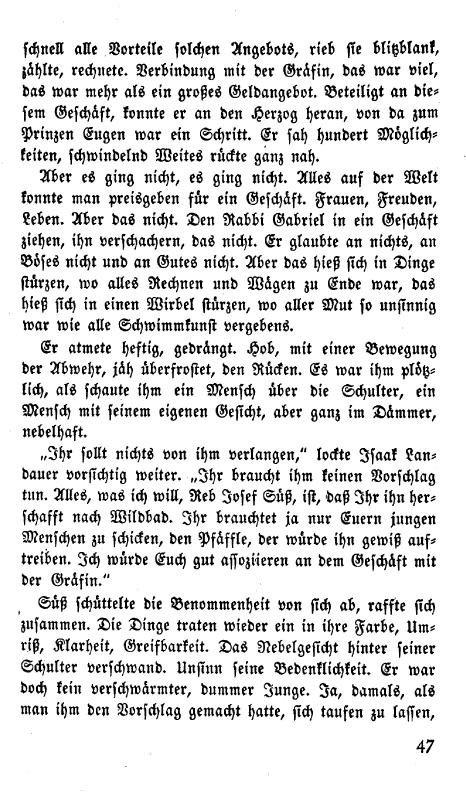 schnell alle Vorteile solchen Angebots, rieb sie blitzblank,
zählte, rechnete. Verbindung mit der Gräfin, das war viel,
das war mehr als ein großes Geldangebot. Beteiligt an die-
sem Geschäft, konnte er an den Herzog heran, von da zum
Prinzen Eugen war ein Schritt. Er sah hundert Möglich-
keiten, schwindelnd Weites rückte ganz nah.
Aber es ging nicht, es ging nicht. Alles auf der Welt
konnte man preisgeben für ein Geschäft. Frauen, Freuden,
Leben. Aber das nicht. Den Rabbi Gabriel in ein Geschäft
ziehen, ihn verschachern, das nicht. Er glaubte an nichts, an
Böses nicht und an Gutes nicht. Aber das hieß sich in Dinge
stürzen, wo alles Rechnen und Wägen zu Ende war, das
hieß sich in einen Wirbel stürzen, wo aller Mut so unsinnig
war wie alle Schwimmkunst vergebens.
Er atmete heftig, gedrängt. Hob, mit einer Bewegung
der Abwehr, jäh überfrostet, den Rücken. Es war ihm plötz-
lich, als schaute ihm ein Mensch über die Schulter, ein
Mensch mit seinem eigenen Gesicht, aber ganz im Dämmer,
nebelhaft.
„Ihr sollt nichts von ihm verlangen,“ lockte Isaak Lan-
dauer vorsichtig weiter. „Ihr braucht ihm keinen Vorschlag
tun. Alles, was ich will, Reb Josef Süß, ist, daß Ihr ihn her-
schafft nach Wildbad. Ihr brauchtet ja nur Euern jungen
Menschen zu schicken, den Pfäffle, der würde ihn gewiß auf-
treiben. Ich würde Euch gut assoziieren an dem Geschäft mit
der Gräfin.“
Süß schüttelte die Benommenheit von sich ab, raffte sich
zusammen. Die Dinge traten wieder ein in ihre Farbe, Um-
riß, Klarheit, Greifbarkeit. Das Nebelgesicht hinter seiner
Schulter verschwand. Unsinn seine Bedenklichkeit. Er war
doch kein verschwärmter, dummer Junge. Ja, damals, als
man ihm den Vorschlag gemacht hatte, sich taufen zu lassen,
47